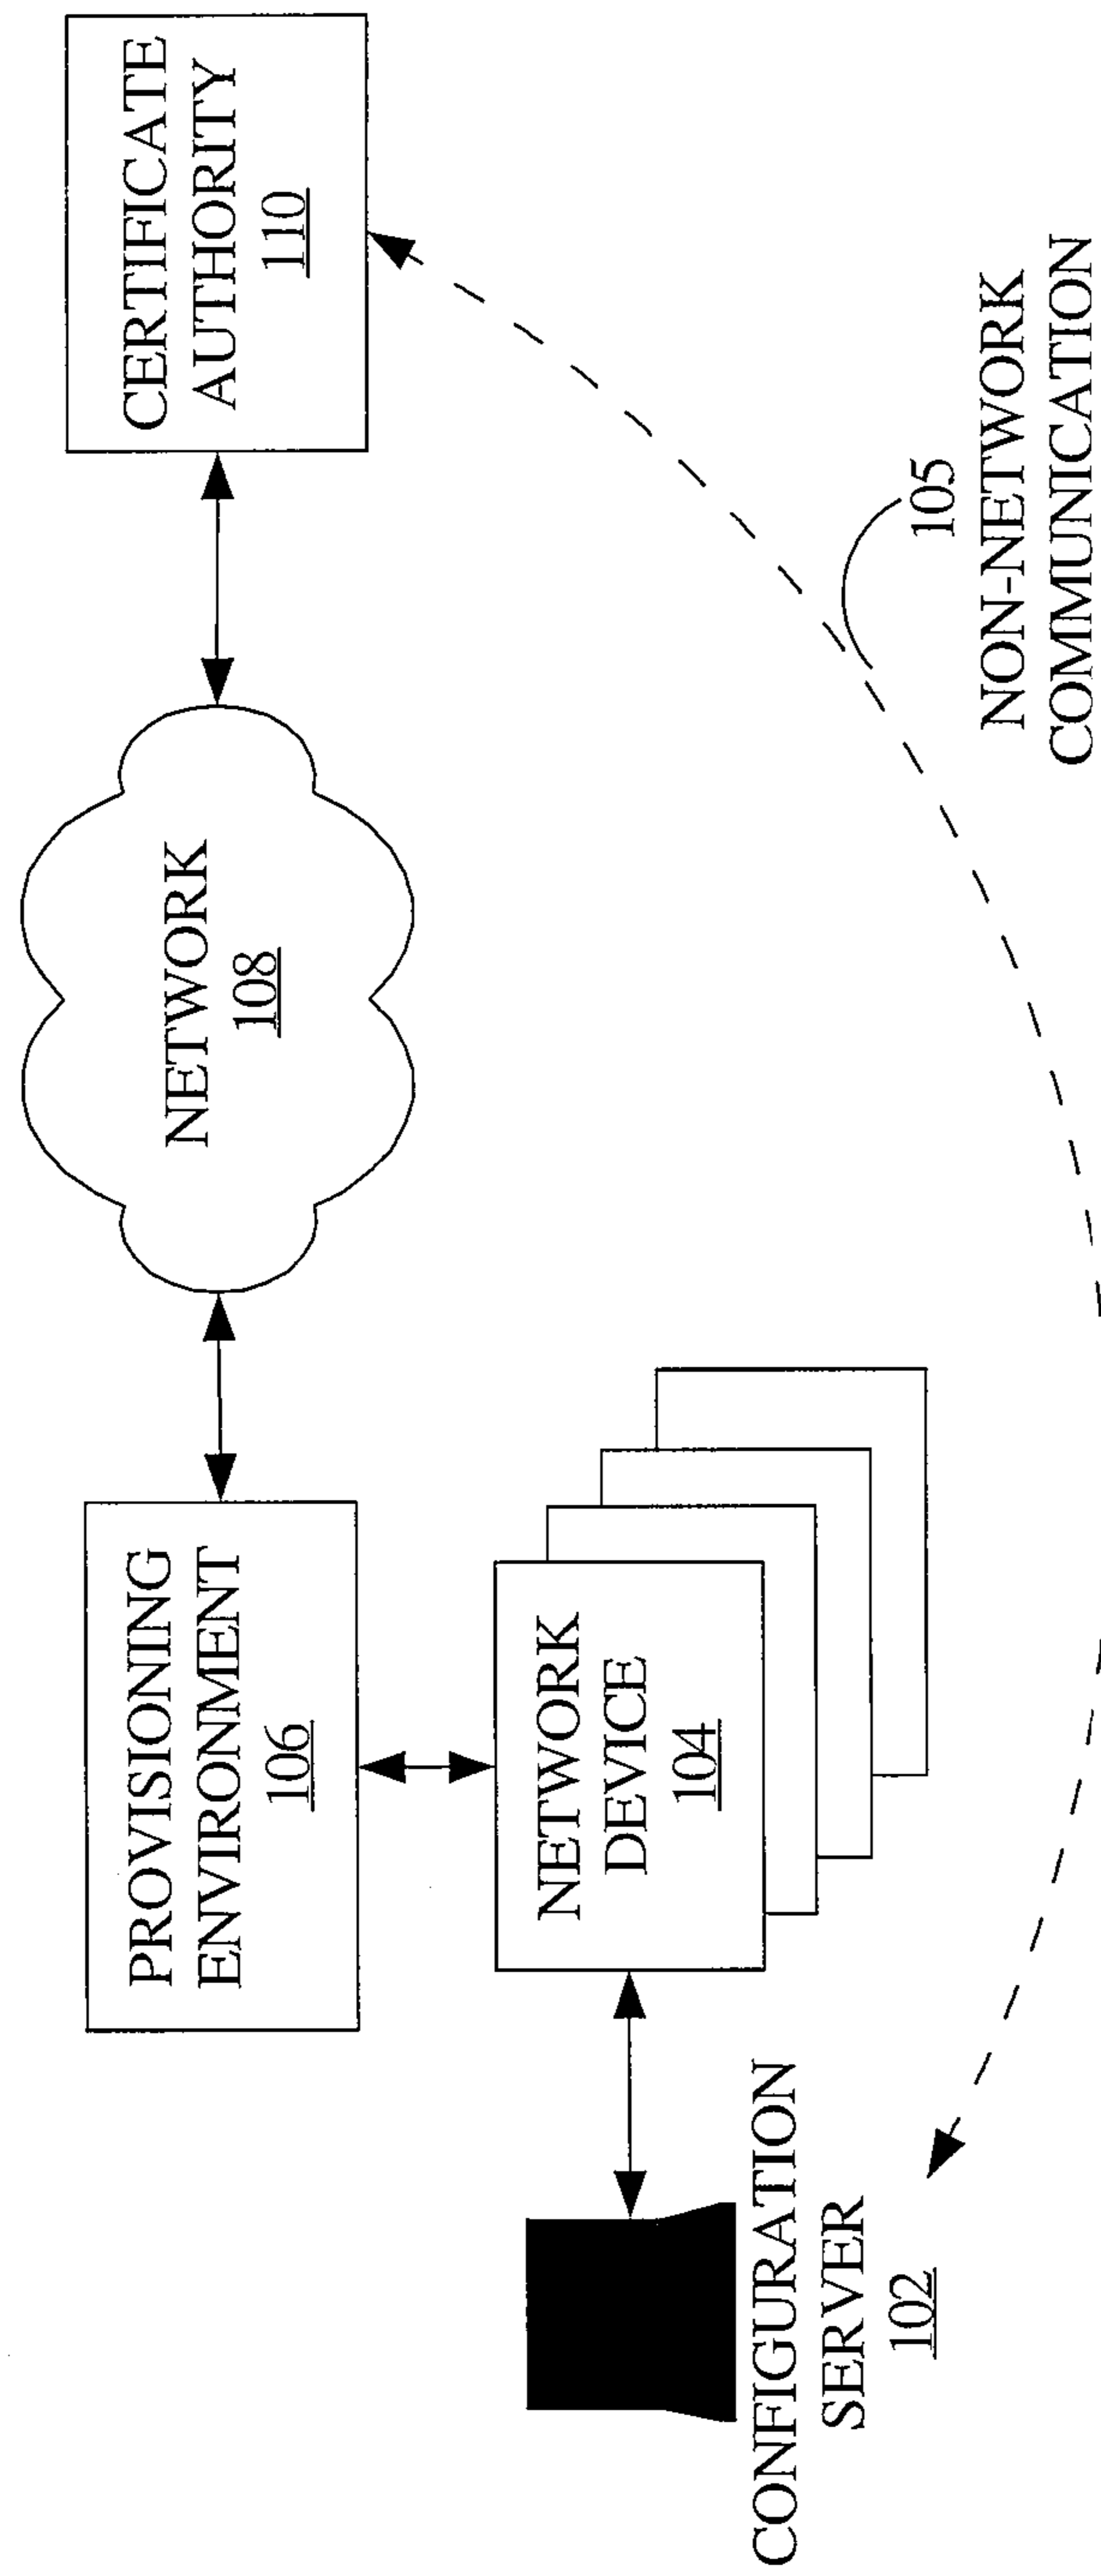 PROVISIONING
ENVIRONMENT
106
NETWORK
108
CERTIFICATE
AUTHORITY
110
NETWORK
DEVICE
104
CONFIGURATION
SERVER
102
105
NON-NETWORK
COMMUNICATION